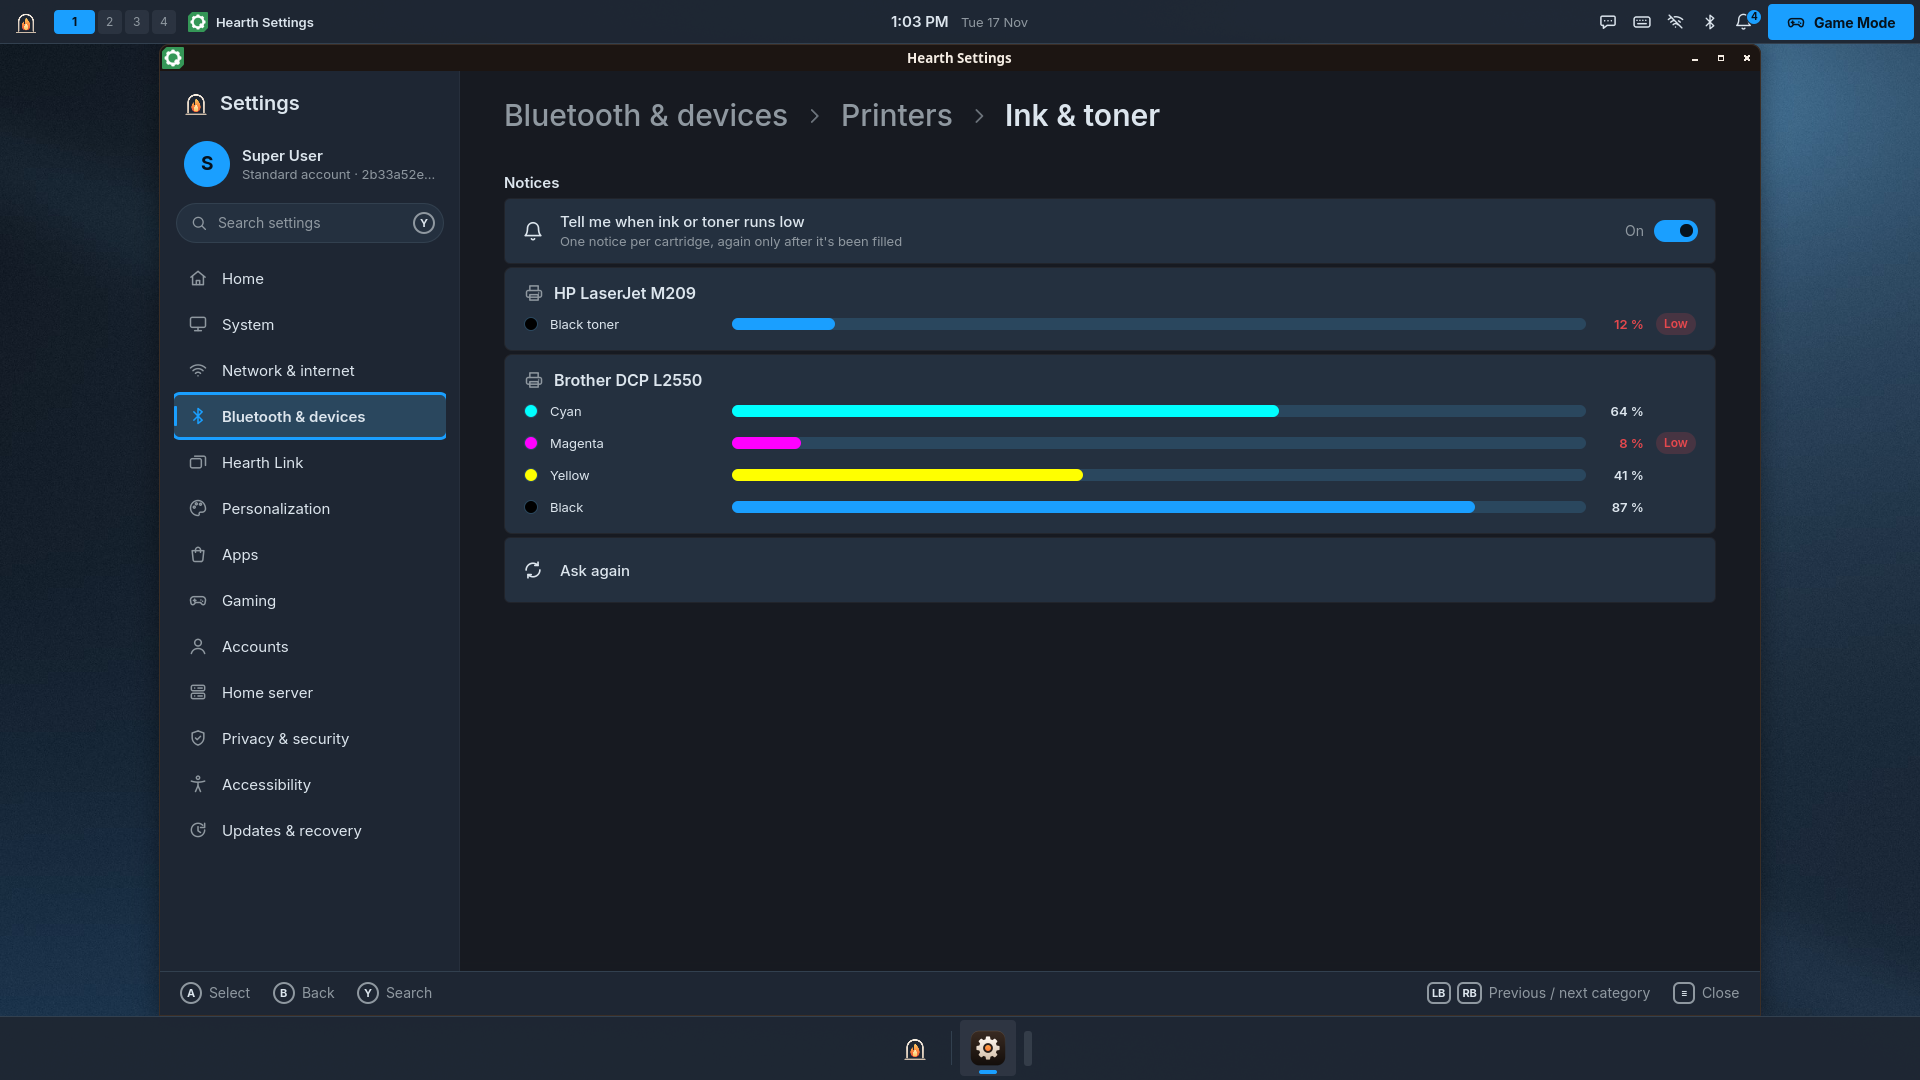 1 2 3 4 Hearth Settings 1:03 PM Tue 17 Nov 4 Game Mode
Hearth Settings
Settings
S
Super User
Standard account · 2b33a52e...
Search settings Y
Home
System
Network & internet
Bluetooth & devices
Hearth Link
Personalization
Apps
Gaming
Accounts
Home server
Privacy & security
Accessibility
Updates & recovery
Bluetooth & devices > Printers > Ink & toner
Notices
Tell me when ink or toner runs low
One notice per cartridge, again only after it's been filled
On
HP LaserJet M209
Black toner 12 % Low
Brother DCP L2550
Cyan 64 %
Magenta 8 % Low
Yellow 41 %
Black 87 %
Ask again
A Select B Back Y Search LB RB Previous / next category ≡ Close